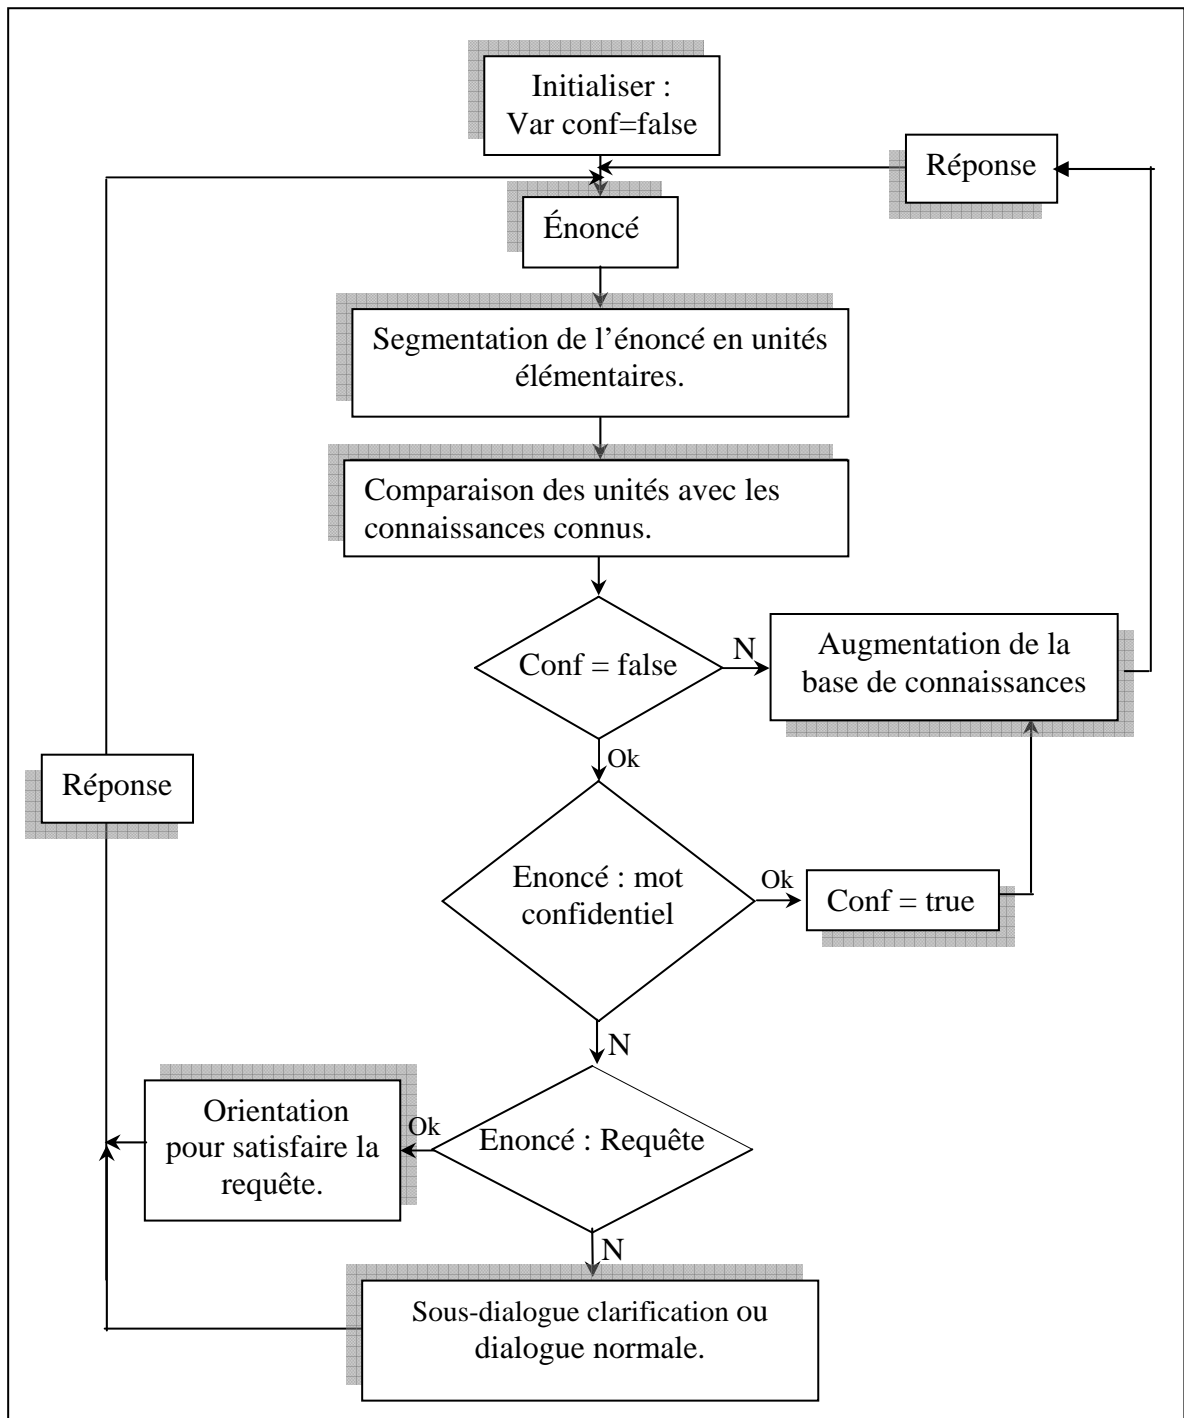 Initialiser :
Var conf=false
Réponse
Énoncé
Segmentation de l’énoncé en unités
élémentaires.
Comparaison des unités avec les
connaissances connus.
Conf = false
N
Augmentation de la
base de connaissances
Ok
Réponse
Enoncé : mot
confidentiel
Ok
Conf = true
N
Orientation
pour satisfaire la
requête.
Ok
Enoncé : Requête
N
Sous-dialogue clarification ou
dialogue normale.